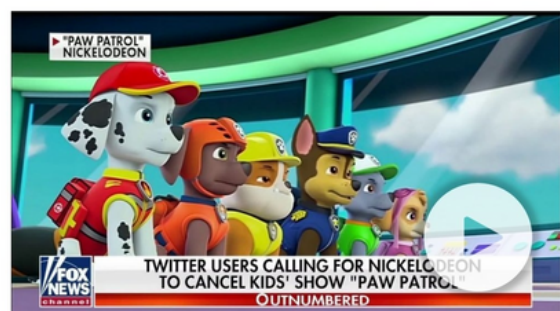 "PAW PATROL"
NICKELODEON
TWITTER USERS CALLING FOR NICKELODEON
TO CANCEL KIDS' SHOW "PAW PATROL"
FOX
NEWS
channel
OUTNUMBERED